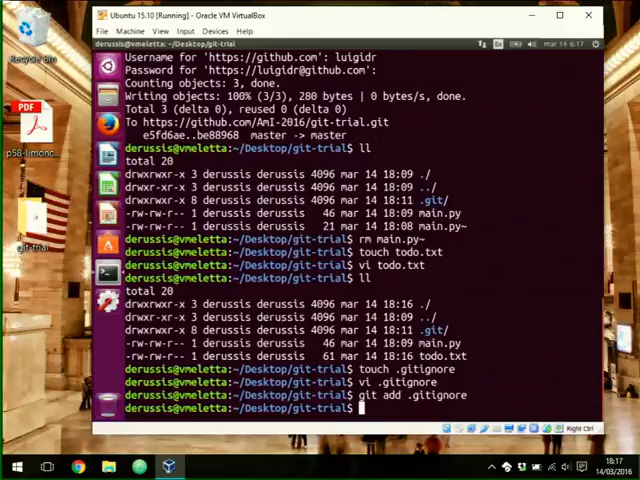 Ubuntu 15.10 [Running] - Oracle VM VirtualBox
File Machine View Input Devices Help
derussis@vmeletta: ~/Desktop/git-trial
En
mar 14 6:17
Username for 'https://github.com': luigidr
Password for 'https://luigidr@github.com':
Counting objects: 3, done.
Writing objects: 100% (3/3), 280 bytes | 0 bytes/s, done.
Total 3 (delta 0), reused 0 (delta 0)
To https://github.com/AmI-2016/git-trial.git
e5fd6ae..be88968 master -> master
derussis@vmeletta:~/Desktop/git-trial$ ll
total 20
drwxrwxr-x 3 derussis derussis 4096 mar 14 18:09 ./
drwxr-xr-x 3 derussis derussis 4096 mar 14 18:09 ../
drwxrwxr-x 8 derussis derussis 4096 mar 14 18:11 .git/
-rw-rw-r-- 1 derussis derussis 46 mar 14 18:09 main.py
-rw-rw-r-- 1 derussis derussis 21 mar 14 18:08 main.py~
derussis@vmeletta:~/Desktop/git-trial$ rm main.py~
derussis@vmeletta:~/Desktop/git-trial$ touch todo.txt
derussis@vmeletta:~/Desktop/git-trial$ vi todo.txt
derussis@vmeletta:~/Desktop/git-trial$ ll
total 20
drwxrwxr-x 3 derussis derussis 4096 mar 14 18:16 ./
drwxr-xr-x 3 derussis derussis 4096 mar 14 18:09 ../
drwxrwxr-x 8 derussis derussis 4096 mar 14 18:11 .git/
-rw-rw-r-- 1 derussis derussis 46 mar 14 18:09 main.py
-rw-rw-r-- 1 derussis derussis 61 mar 14 18:16 todo.txt
derussis@vmeletta:~/Desktop/git-trial$ touch .gitignore
derussis@vmeletta:~/Desktop/git-trial$ vi .gitignore
derussis@vmeletta:~/Desktop/git-trial$ git add .gitignore
derussis@vmeletta:~/Desktop/git-trial$
Right Ctrl
Recycle Bin
PDF
p58-limonc...
git-trial
18:17
14/03/2016